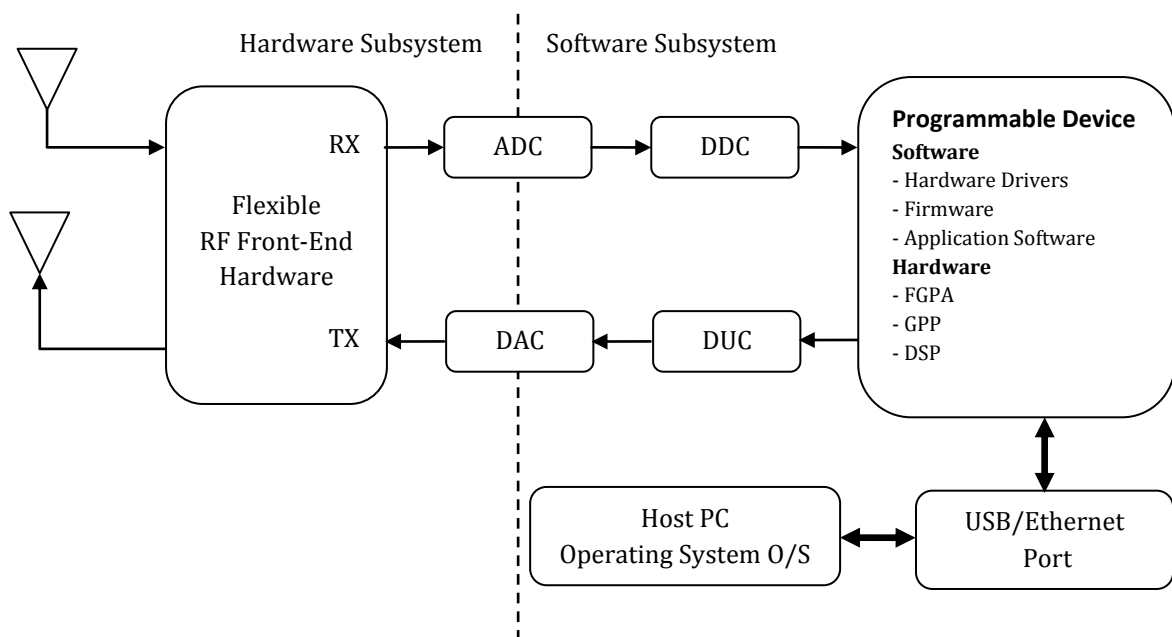 Hardware Subsystem
Software Subsystem
Flexible
RF Front-End
Hardware
RX
TX
ADC
DDC
DAC
DUC
Programmable Device
Software
- Hardware Drivers
- Firmware
- Application Software
Hardware
- FGPA
- GPP
- DSP
Host PC
Operating System O/S
USB/Ethernet
Port